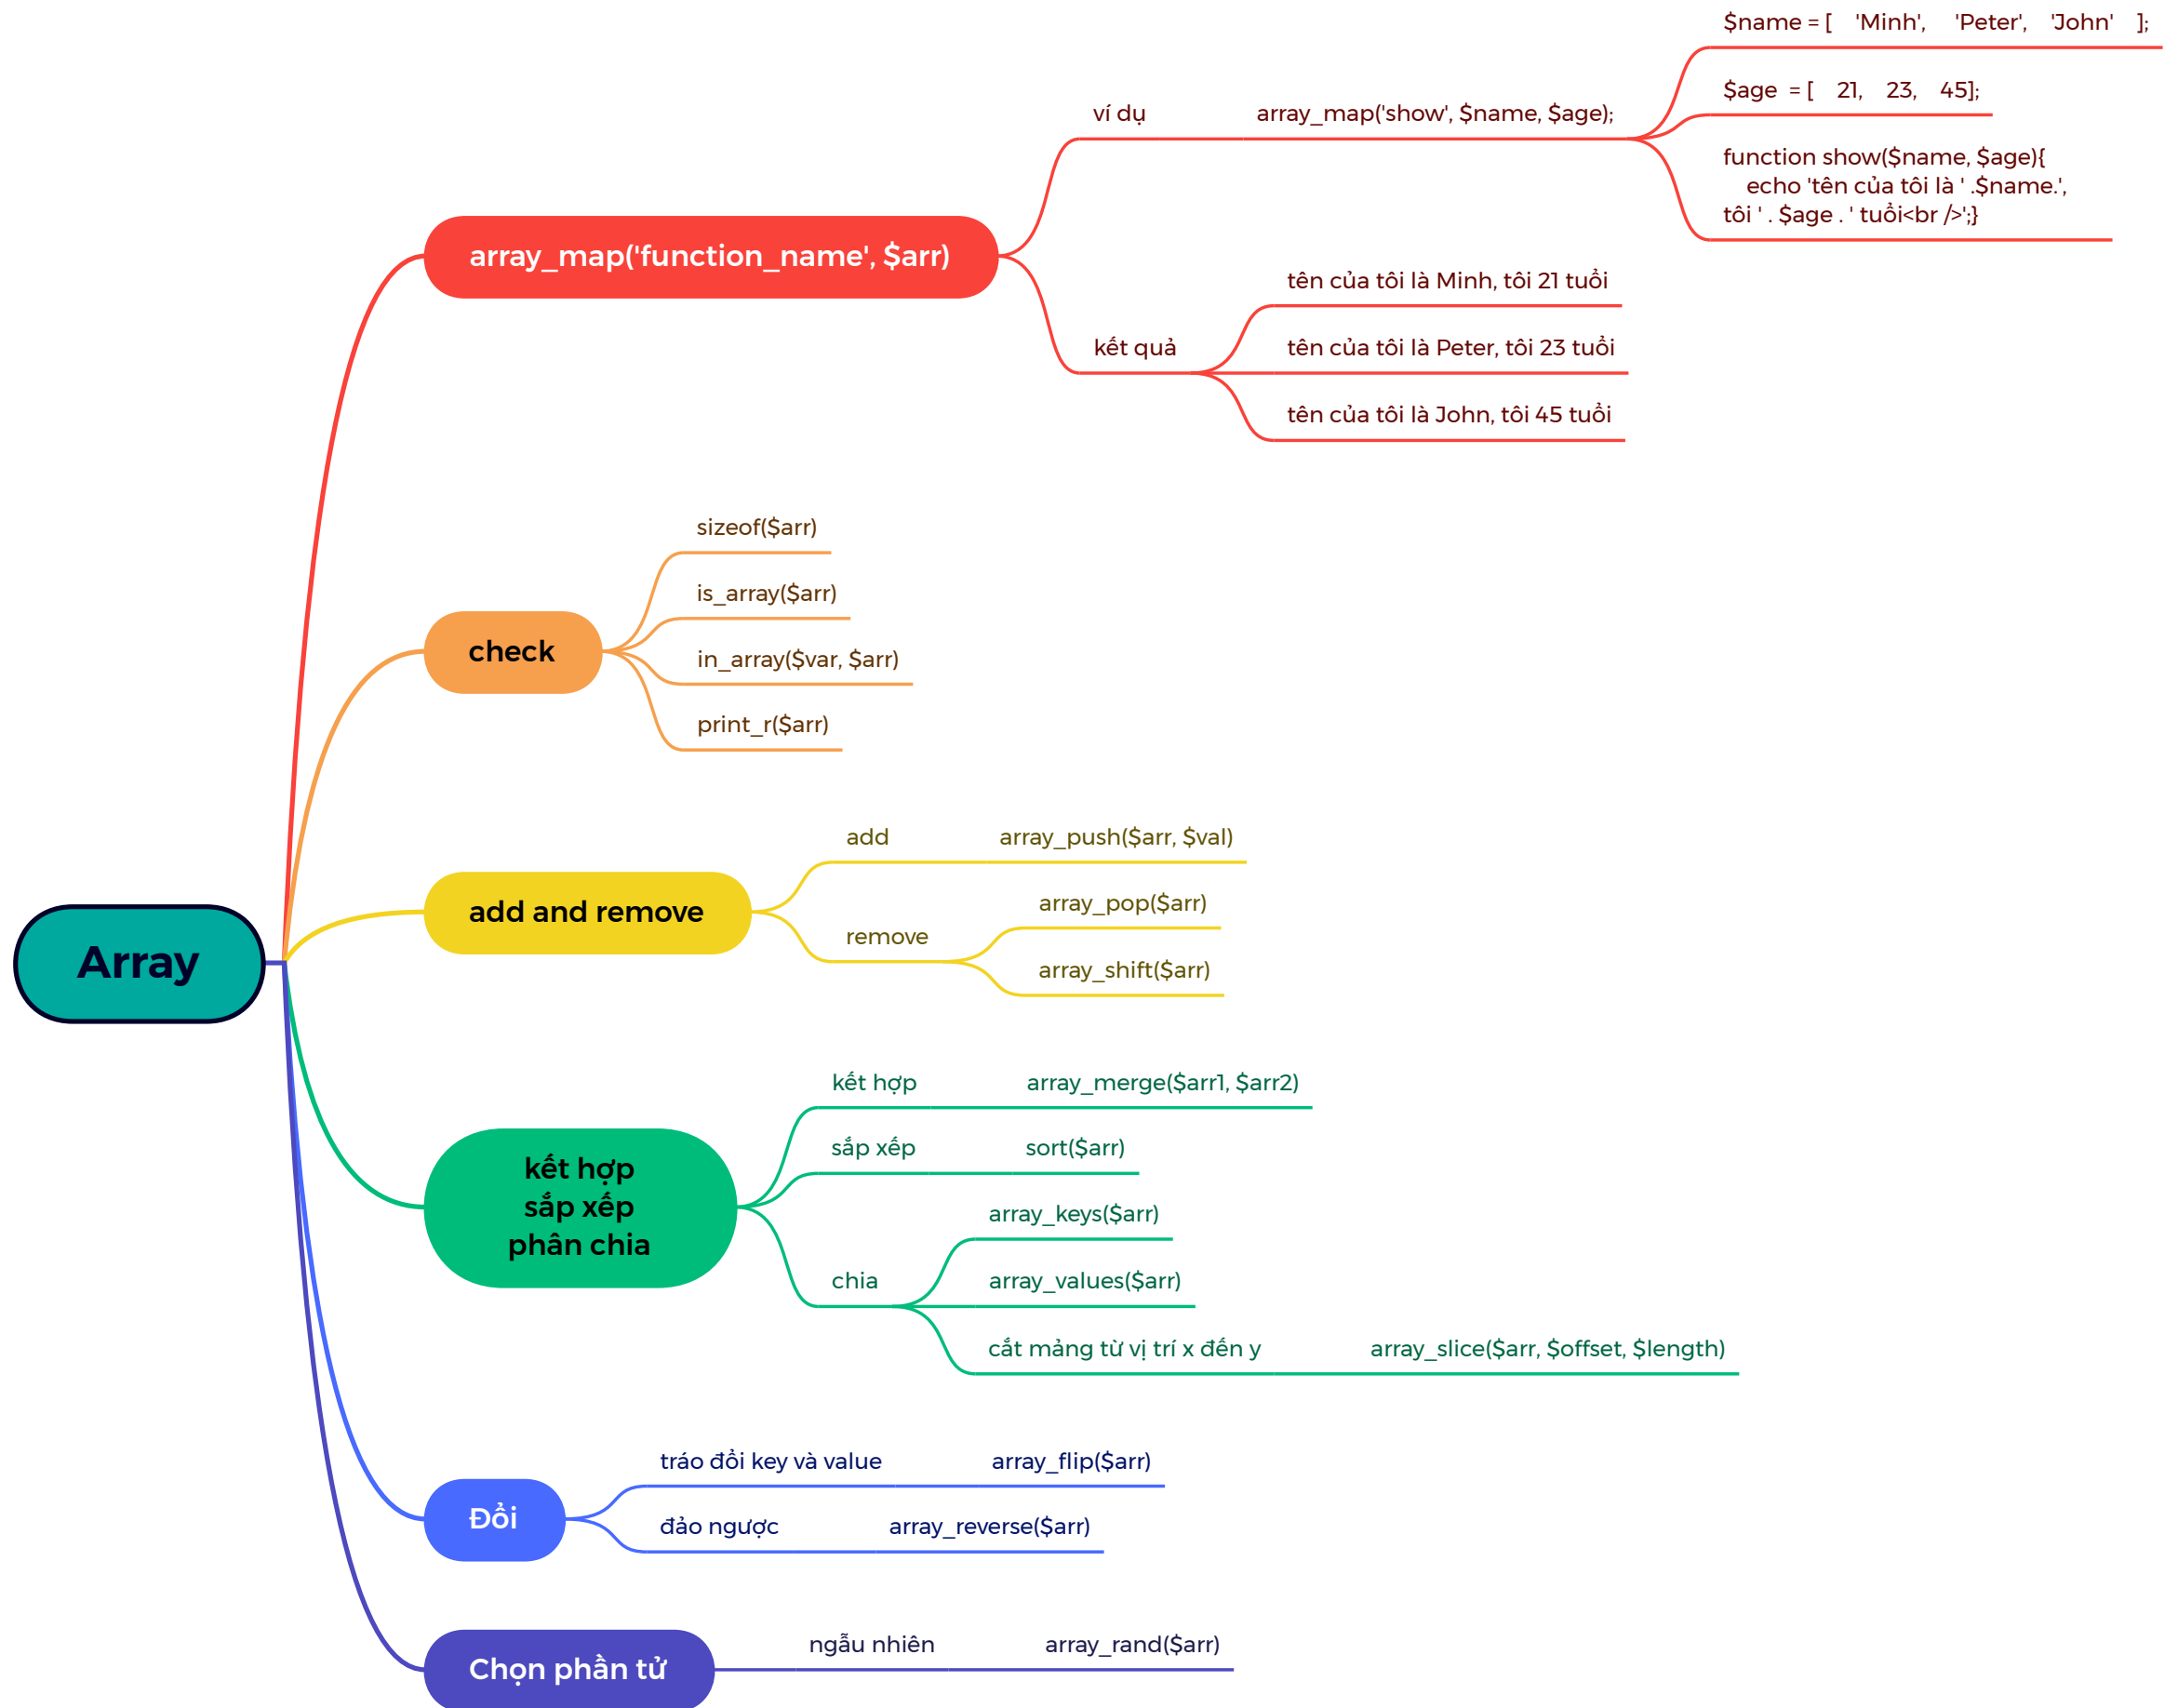 Array
array_map('function_name', $arr)
ví dụ
array_map('show', $name, $age);
$name = [    'Minh',     'Peter',    'John'    ];
$age  = [    21,    23,    45];
function show($name, $age){
    echo 'tên của tôi là ' .$name.',
tôi ' . $age . ' tuổi<br />';}
kết quả
tên của tôi là Minh, tôi 21 tuổi
tên của tôi là Peter, tôi 23 tuổi
tên của tôi là John, tôi 45 tuổi
check
sizeof($arr)
is_array($arr)
in_array($var, $arr)
print_r($arr)
add and remove
add
array_push($arr, $val)
remove
array_pop($arr)
array_shift($arr)
kết hợp
sắp xếp
phân chia
kết hợp
array_merge($arr1, $arr2)
sắp xếp
sort($arr)
chia
array_keys($arr)
array_values($arr)
cắt mảng từ vị trí x đến y
array_slice($arr, $offset, $length)
Đổi
tráo đổi key và value
array_flip($arr)
đảo ngược
array_reverse($arr)
Chọn phần tử
ngẫu nhiên
array_rand($arr)